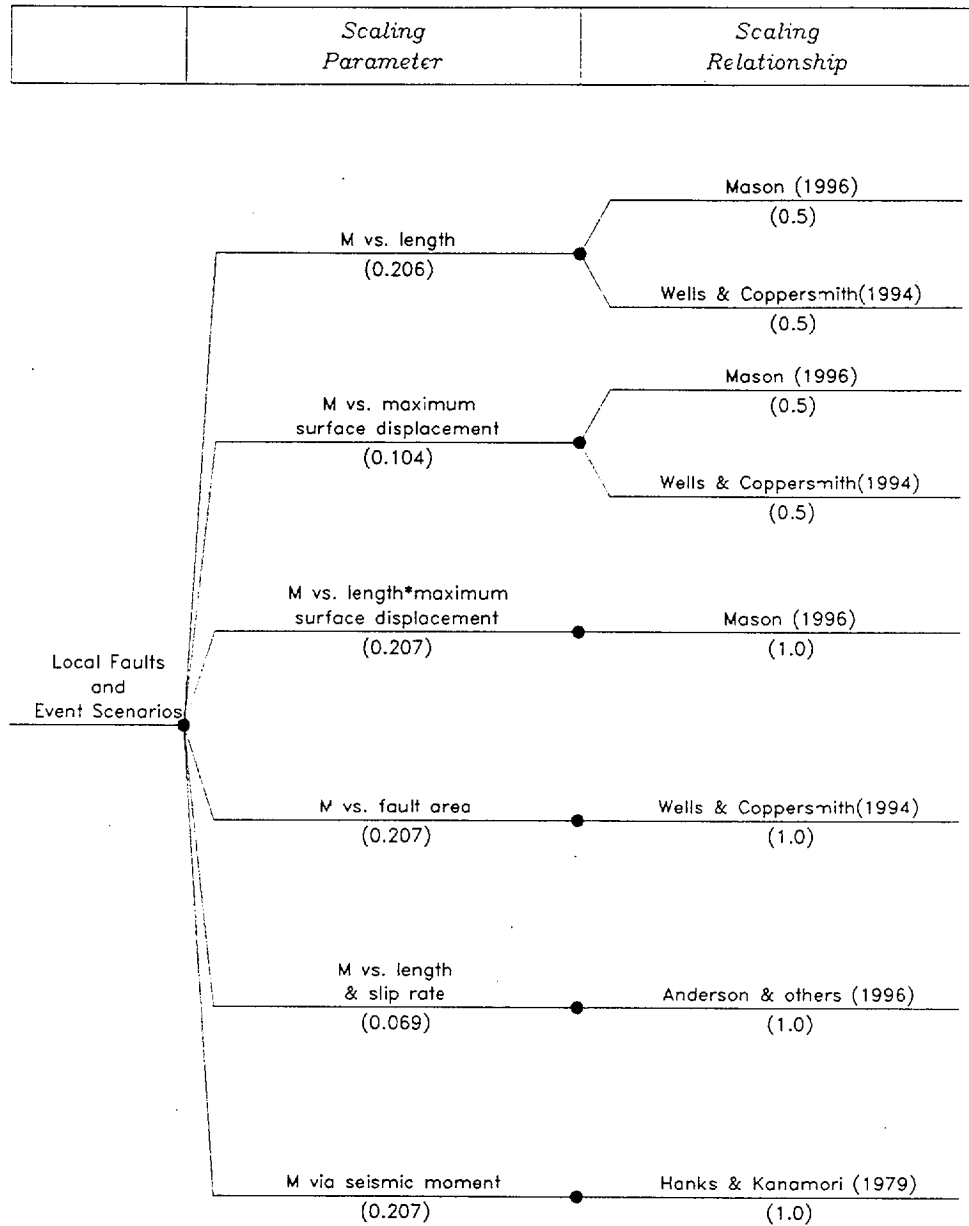 Scaling
Parameter
Scaling
Relationship
Mason (1996)
(0.5)
M vs. length
(0.206)
Wells & Coppersmith(1994)
(0.5)
Mason (1996)
(0.5)
M vs. maximum
surface displacement
(0.104)
Wells & Coppersmith(1994)
(0.5)
M vs. length*maximum
surface displacement
(0.207)
Mason (1996)
(1.0)
Local Faults
and
Event Scenarios
M vs. fault area
(0.207)
Wells & Coppersmith(1994)
(1.0)
M vs. length
& slip rate
(0.069)
Anderson & others (1996)
(1.0)
M via seismic moment
(0.207)
Hanks & Kanamori (1979)
(1.0)